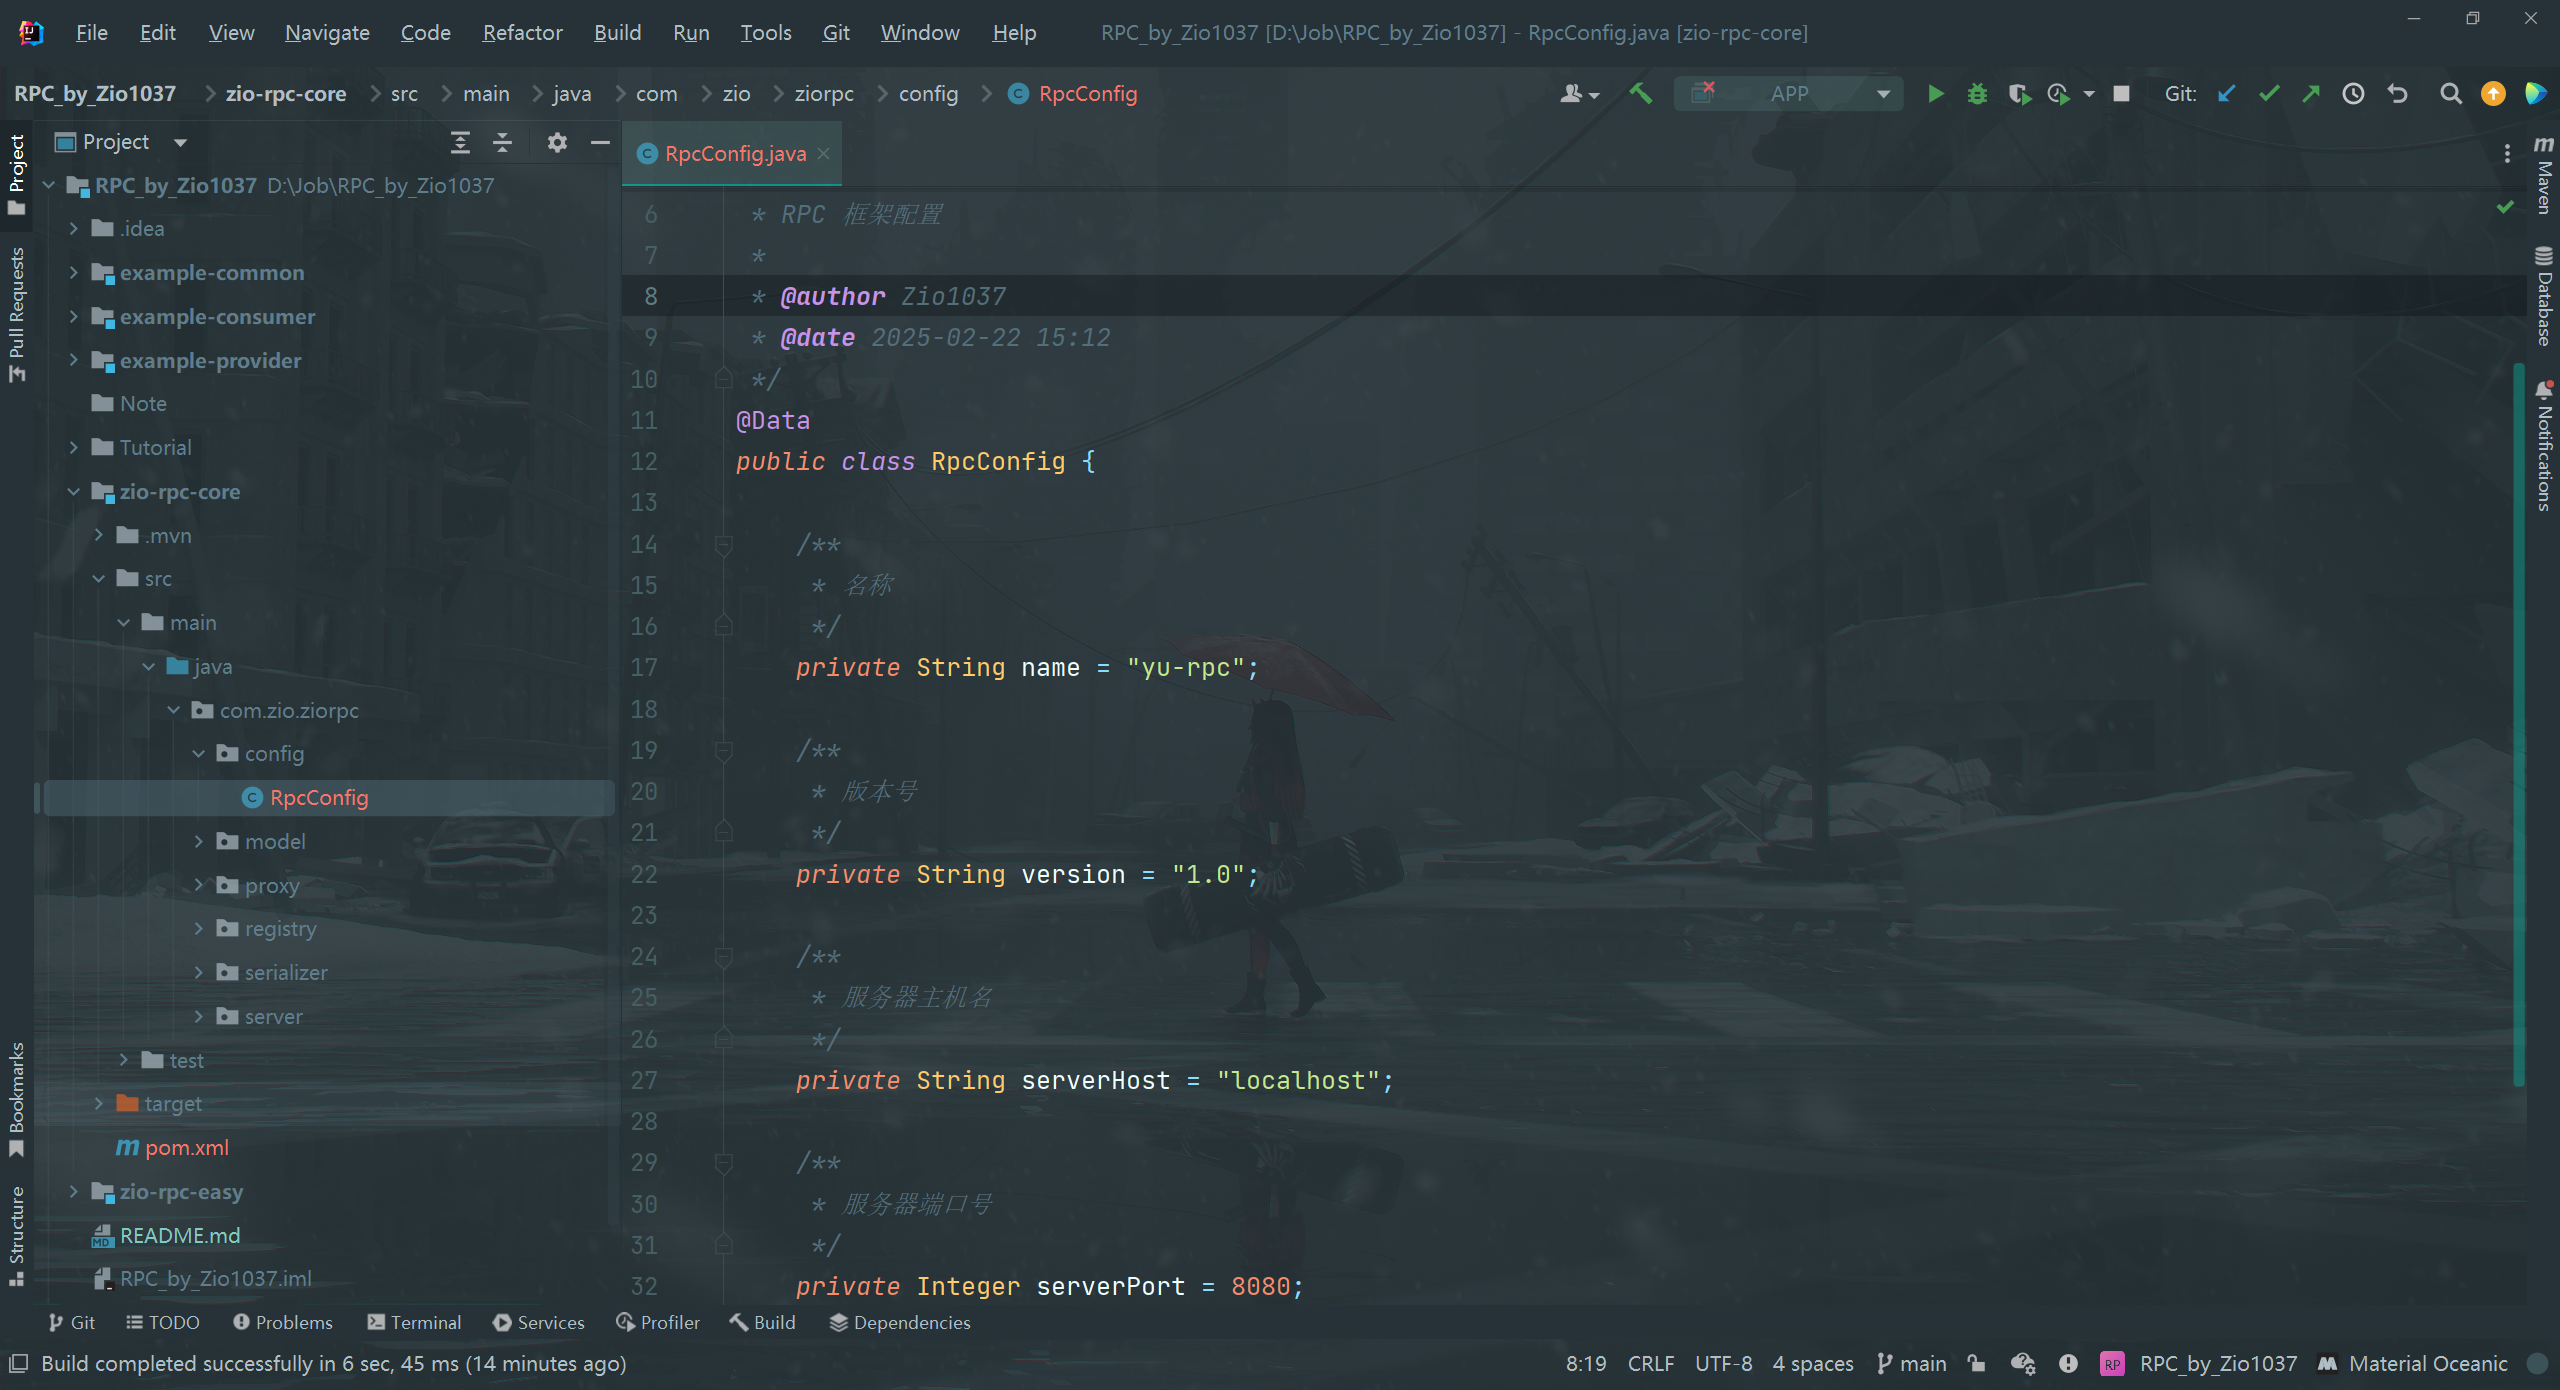 File Edit View Navigate Code Refactor Build Run Tools Git Window Help RPC_by_Zio1037 [D:\Job\RPC_by_Zio1037] - RpcConfig.java [zio-rpc-core]
RPC_by_Zio1037 zio-rpc-core src main java com zio ziorpc config RpcConfig APP Git:
Project
RpcConfig.java
RPC_by_Zio1037 D:\Job\RPC_by_Zio1037
.idea
example-common
example-consumer
example-provider
Note
Tutorial
zio-rpc-core
.mvn
src
main
java
com.zio.ziorpc
config
RpcConfig
model
proxy
registry
serializer
server
test
target
pom.xml
zio-rpc-easy
README.md
RPC_by_Zio1037.iml
6 * RPC 框架配置
7 *
8 * @author Zio1037
9 * @date 2025-02-22 15:12
10 */
11 @Data
12 public class RpcConfig {
13
14 /**
15 * 名称
16 */
17 private String name = "yu-rpc";
18
19 /**
20 * 版本号
21 */
22 private String version = "1.0";
23
24 /**
25 * 服务器主机名
26 */
27 private String serverHost = "localhost";
28
29 /**
30 * 服务器端口号
31 */
32 private Integer serverPort = 8080;
Project
Pull Requests
Bookmarks
Structure
Maven
Database
Notifications
Git TODO Problems Terminal Services Profiler Build Dependencies
Build completed successfully in 6 sec, 45 ms (14 minutes ago) 8:19 CRLF UTF-8 4 spaces main RP RPC_by_Zio1037 Material Oceanic